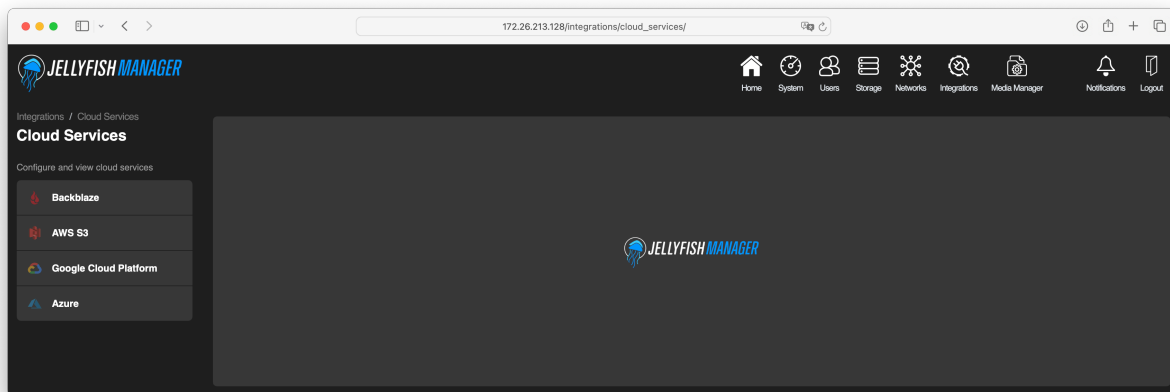 172.26.213.128/integrations/cloud_services/
JELLYFISH MANAGER
Home System Users Storage Networks Integrations Media Manager Notifications Logout
Integrations / Cloud Services
Cloud Services
Configure and view cloud services
Backblaze
AWS S3
Google Cloud Platform
Azure
JELLYFISH MANAGER